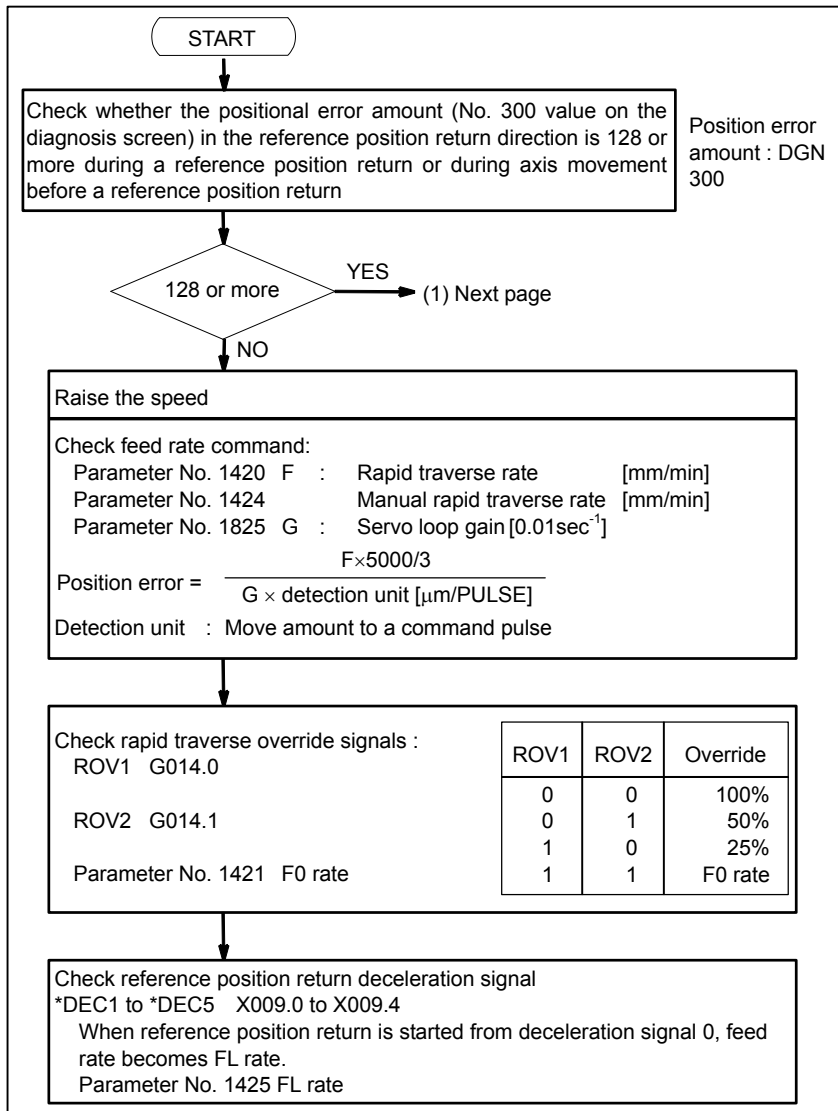 START
Check whether the positional error amount (No. 300 value on the
diagnosis screen) in the reference position return direction is 128 or
more during a reference position return or during axis movement
before a reference position return
Position error
amount : DGN
300
128 or more
YES
(1) Next page
NO
Raise the speed
Check feed rate command:
Parameter No. 1420 F : Rapid traverse rate [mm/min]
Parameter No. 1424 Manual rapid traverse rate [mm/min]
Parameter No. 1825 G : Servo loop gain [0.01sec⁻¹]
F×5000/3
Position error =
G × detection unit [μm/PULSE]
Detection unit : Move amount to a command pulse
Check rapid traverse override signals :
ROV1 G014.0
ROV2 G014.1
Parameter No. 1421 F0 rate
ROV1 ROV2 Override
0 0 100%
0 1 50%
1 0 25%
1 1 F0 rate
Check reference position return deceleration signal
*DEC1 to *DEC5 X009.0 to X009.4
When reference position return is started from deceleration signal 0, feed
rate becomes FL rate.
Parameter No. 1425 FL rate